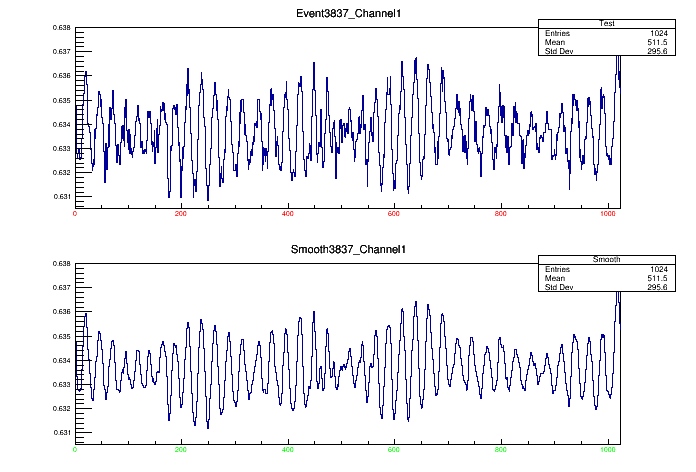 Event3837_Channel1
Test
Entries 1024
Mean 511.5
Std Dev 295.6
0.638
0.637
0.636
0.635
0.634
0.633
0.632
0.631
0 200 400 600 800 1000
Smooth3837_Channel1
Smooth
Entries 1024
Mean 511.5
Std Dev 295.6
0.638
0.637
0.636
0.635
0.634
0.633
0.632
0.631
0 200 400 600 800 1000